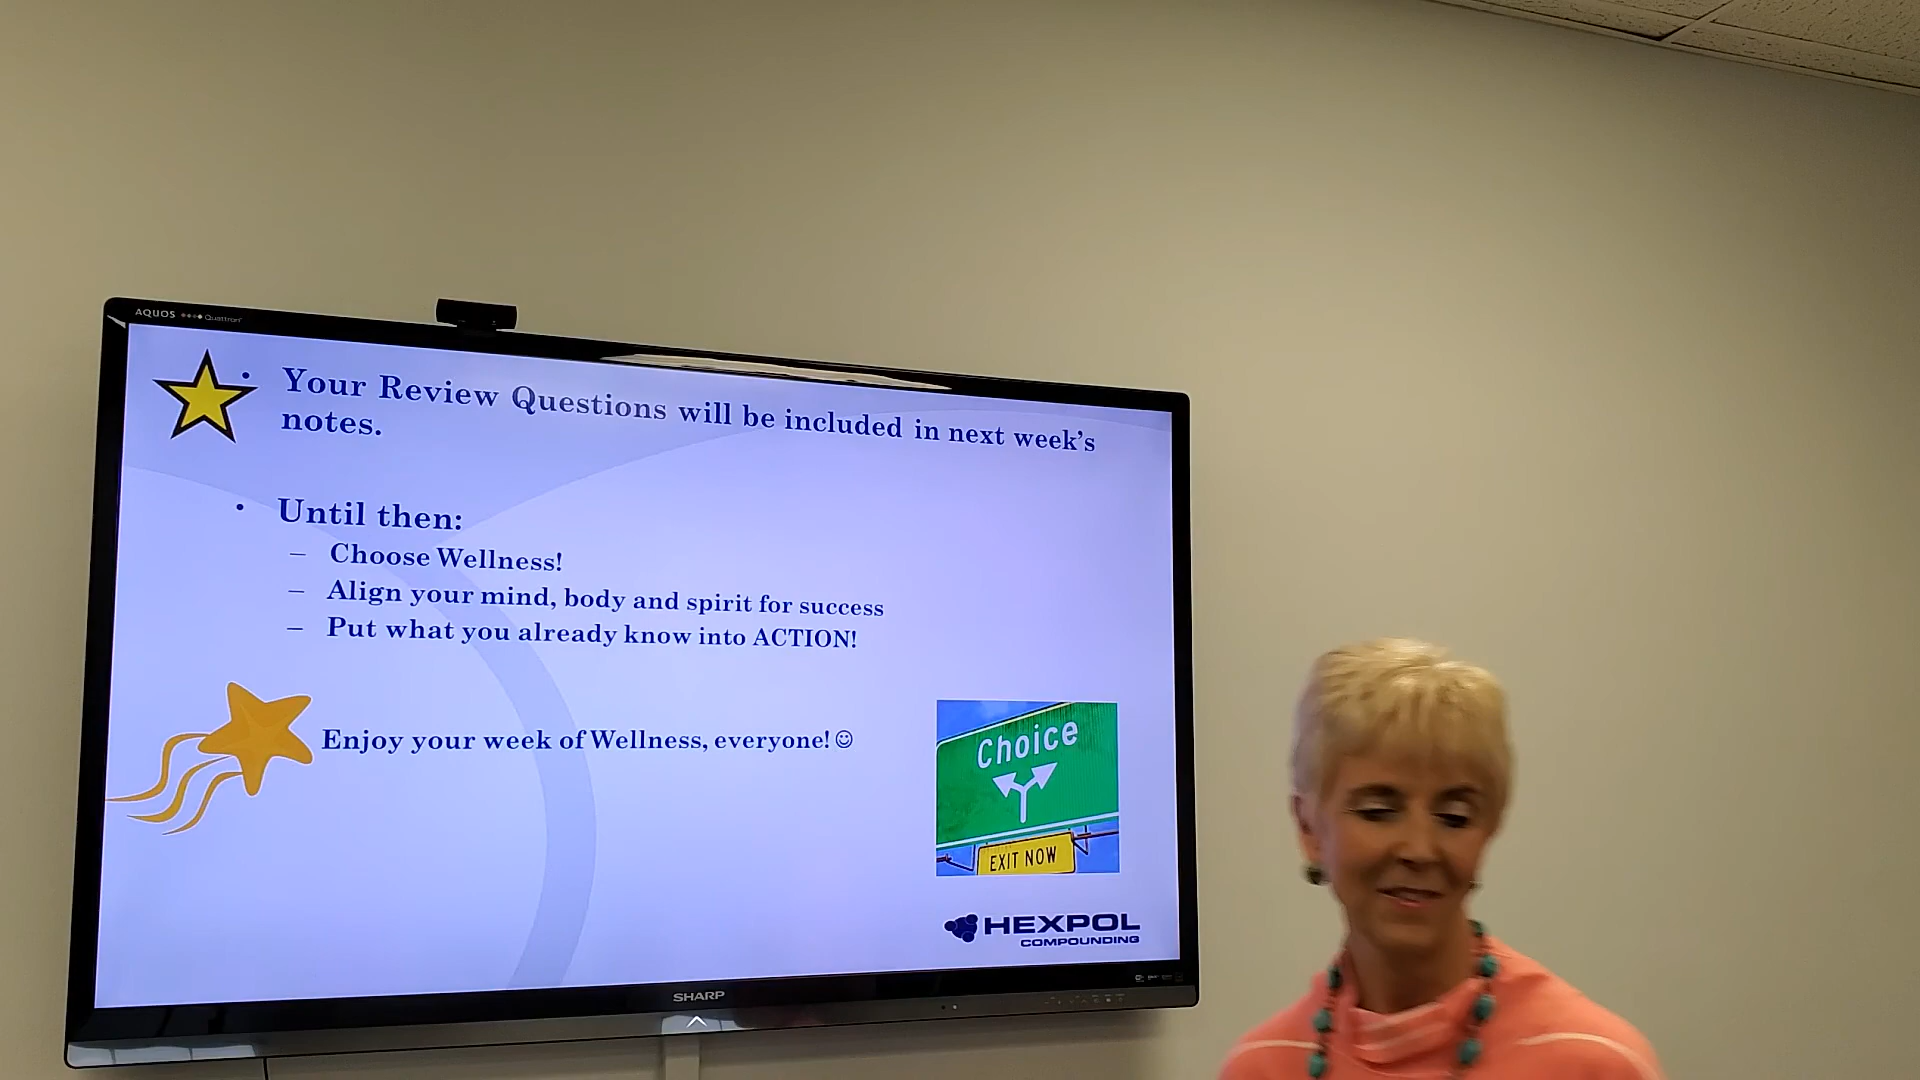 AQUOS Quattron
• Your Review Questions will be included in next week's
notes.
• Until then:
– Choose Wellness!
– Align your mind, body and spirit for success
– Put what you already know into ACTION!
Enjoy your week of Wellness, everyone!☺
Choice
EXIT NOW
HEXPOL
COMPOUNDING
SHARP